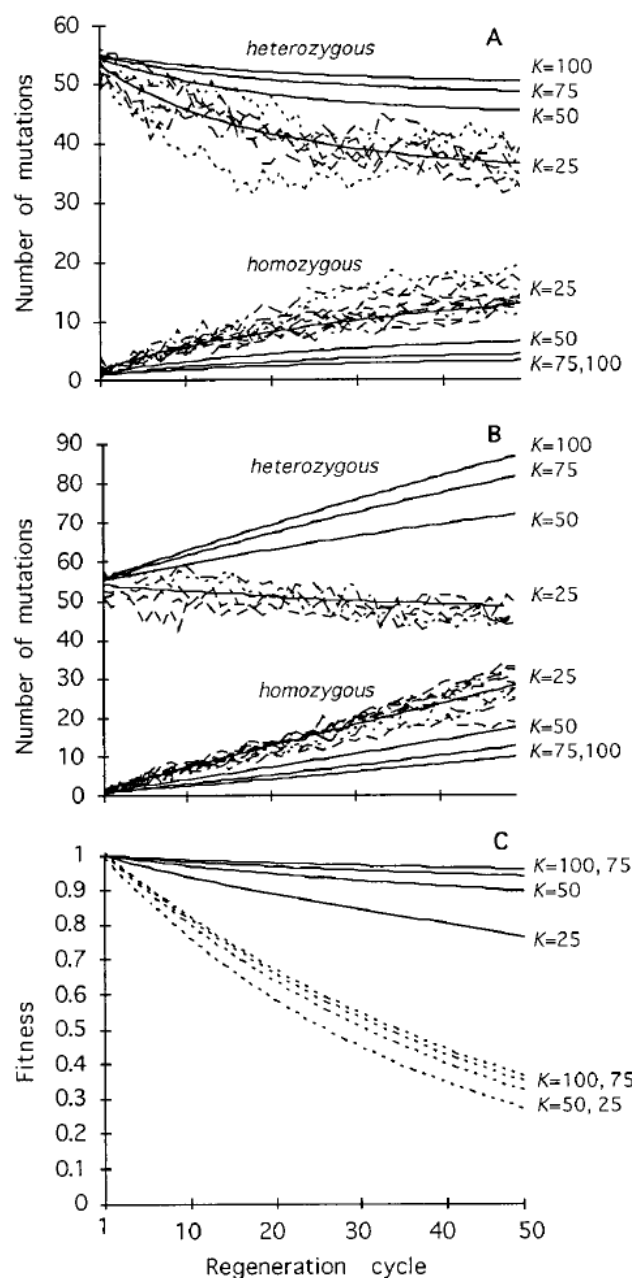 A
Number of mutations
60
50
40
30
20
10
0
heterozygous
homozygous
K=100
K=75
K=50
K=25
K=25
K=50
K=75,100
B
Number of mutations
90
80
70
60
50
40
30
20
10
0
heterozygous
homozygous
K=100
K=75
K=50
K=25
K=25
K=50
K=75,100
C
Fitness
1
0.9
0.8
0.7
0.6
0.5
0.4
0.3
0.2
0.1
0
K=100, 75
K=50
K=25
K=100, 75
K=50, 25
1 10 20 30 40 50
Regeneration cycle